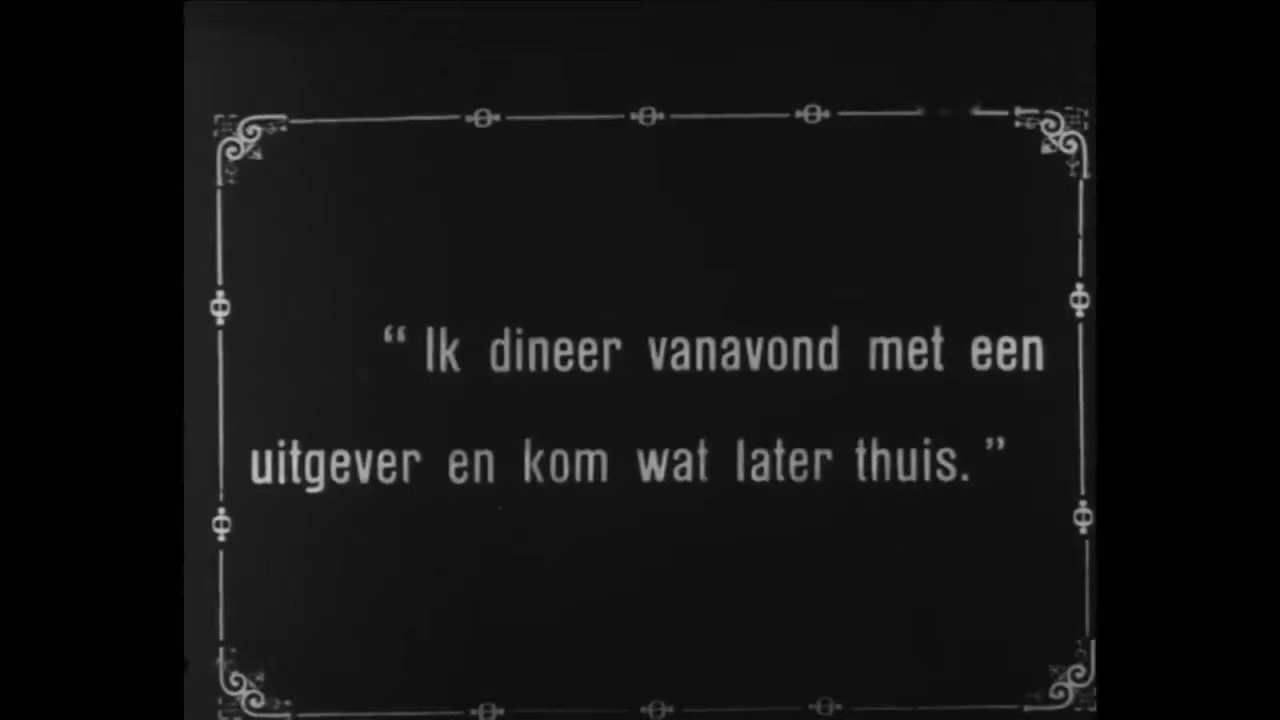 “ Ik dineer vanavond met een
uitgever en kom wat later thuis. ”